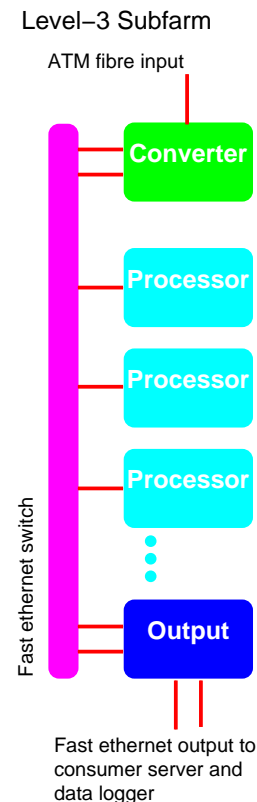 Level−3 Subfarm
ATM fibre input
Converter
Processor
Processor
Processor
Fast ethernet switch
Output
Fast ethernet output to
consumer server and
data logger